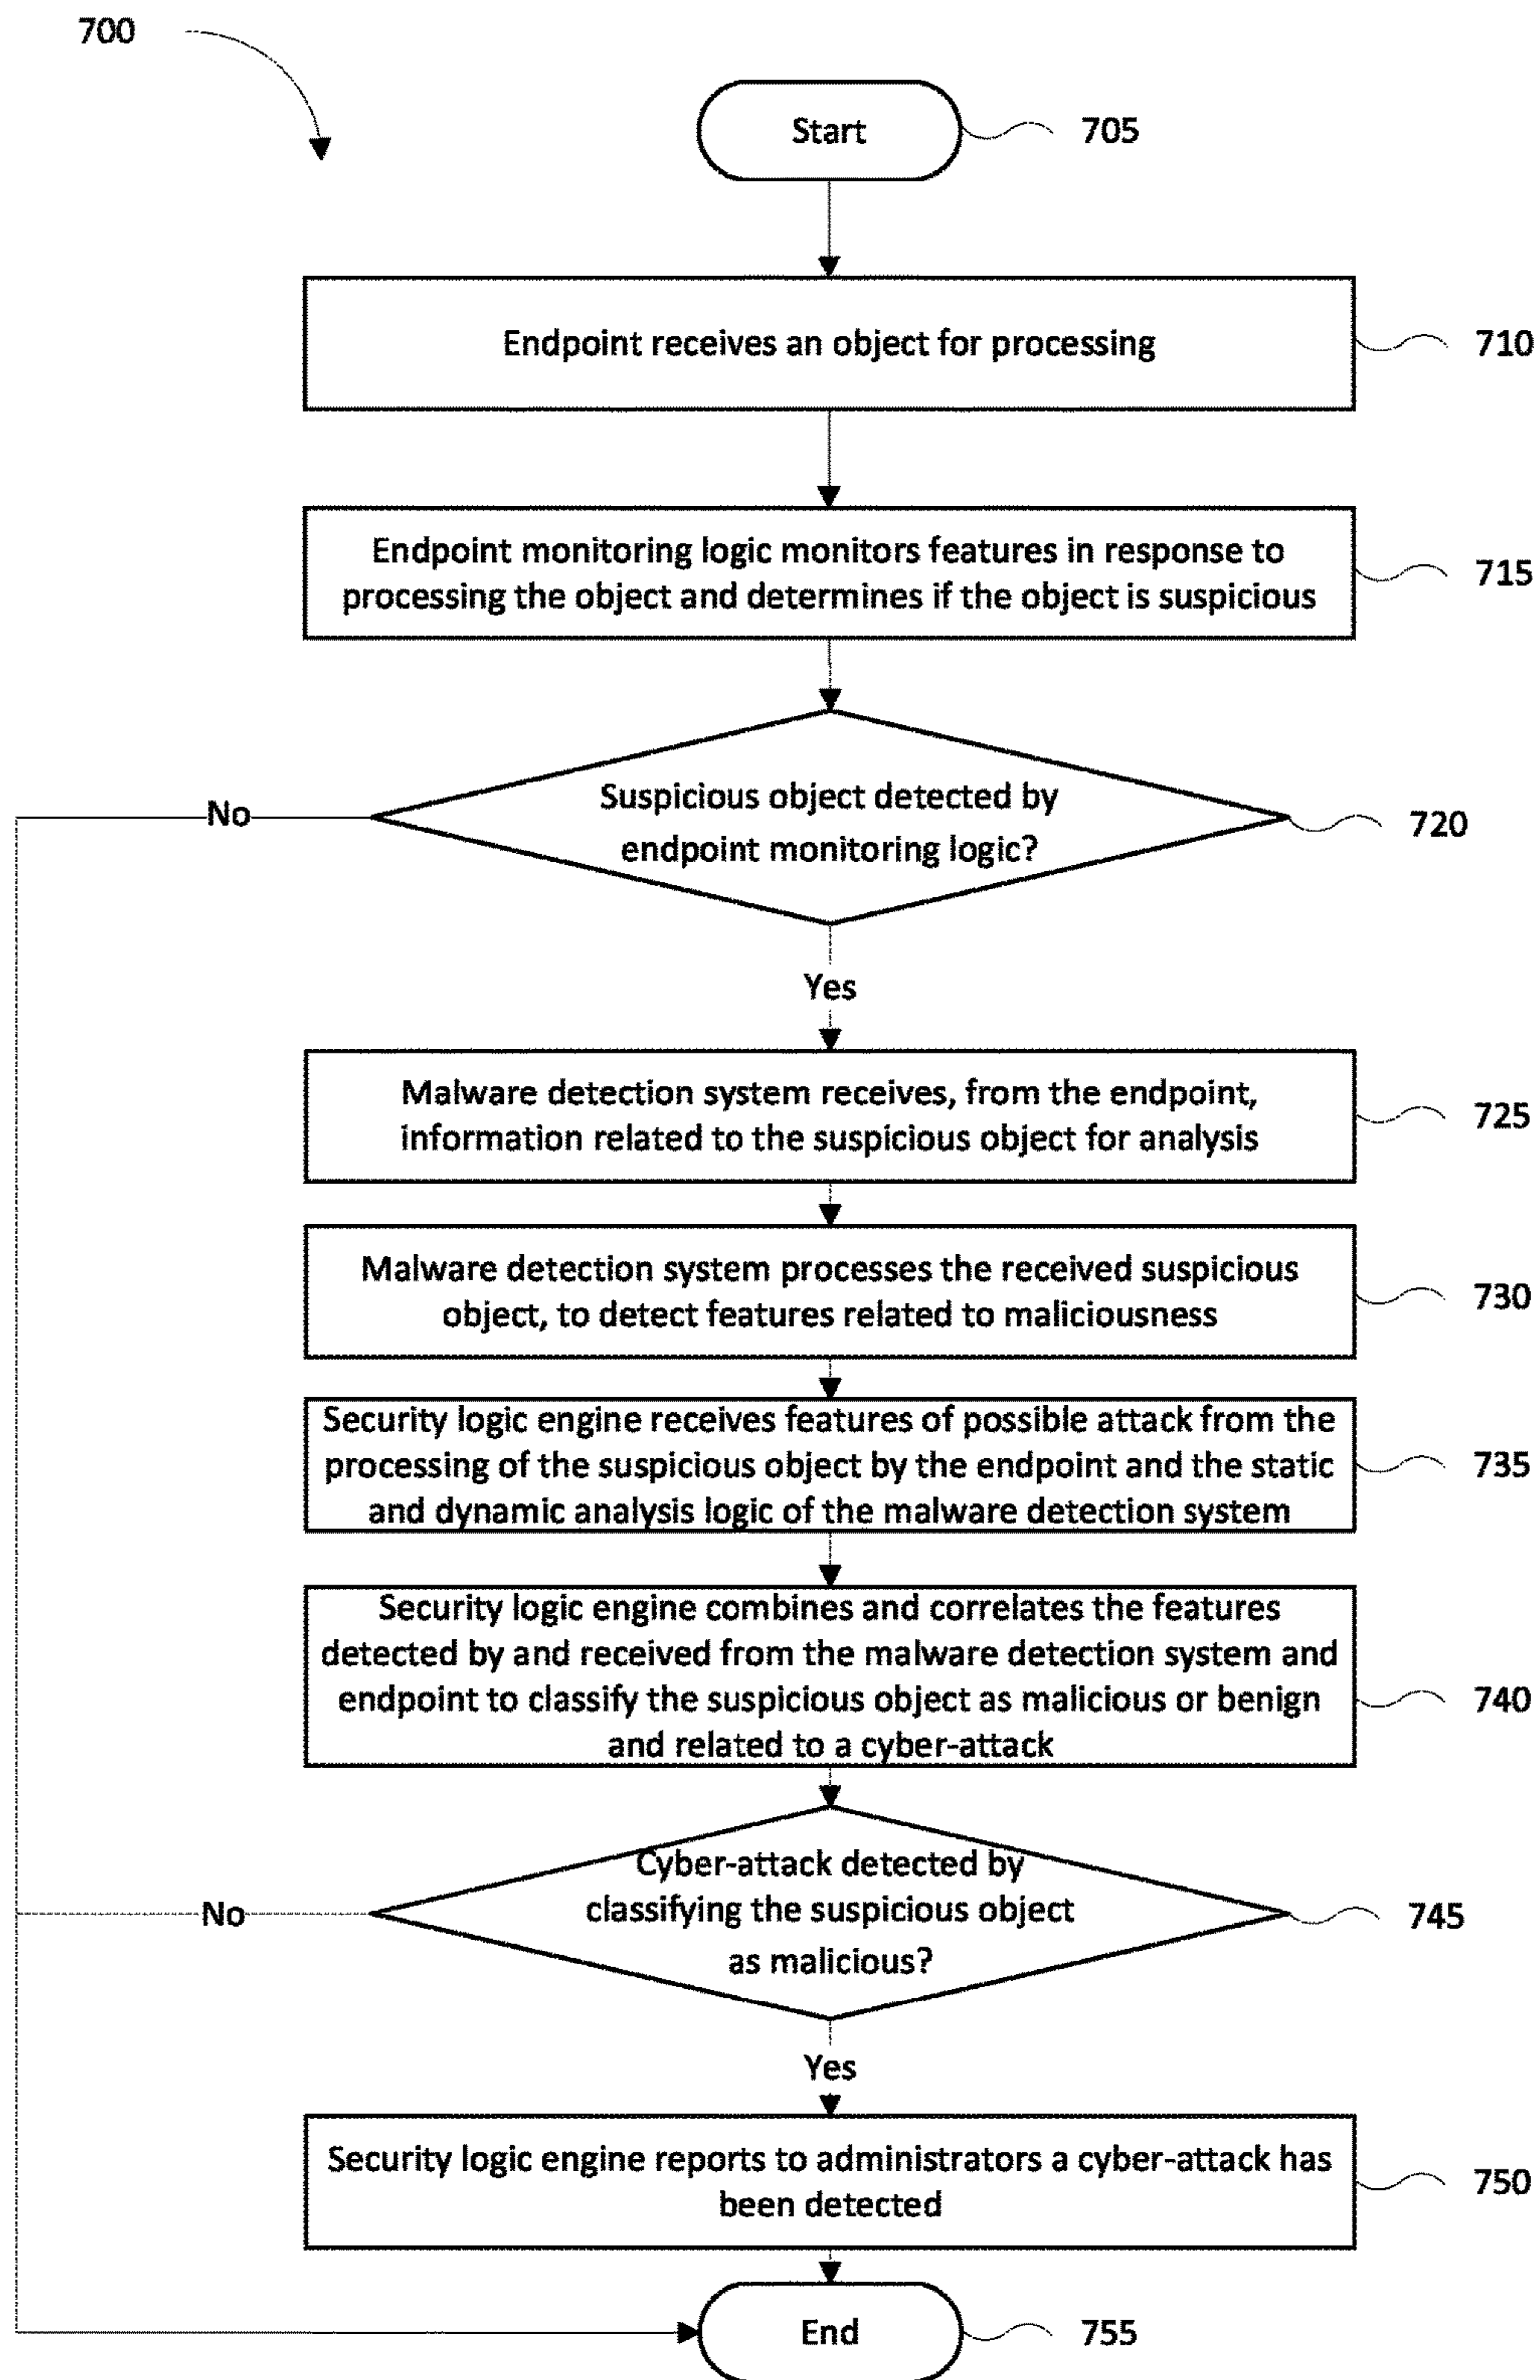 700
Start
705
Endpoint receives an object for processing
710
Endpoint monitoring logic monitors features in response to
processing the object and determines if the object is suspicious
715
Suspicious object detected by
endpoint monitoring logic?
720
No
Yes
Malware detection system receives, from the endpoint,
information related to the suspicious object for analysis
725
Malware detection system processes the received suspicious
object, to detect features related to maliciousness
730
Security logic engine receives features of possible attack from the
processing of the suspicious object by the endpoint and the static
and dynamic analysis logic of the malware detection system
735
Security logic engine combines and correlates the features
detected by and received from the malware detection system and
endpoint to classify the suspicious object as malicious or benign
and related to a cyber-attack
740
Cyber-attack detected by
classifying the suspicious object
as malicious?
745
No
Yes
Security logic engine reports to administrators a cyber-attack has
been detected
750
End
755